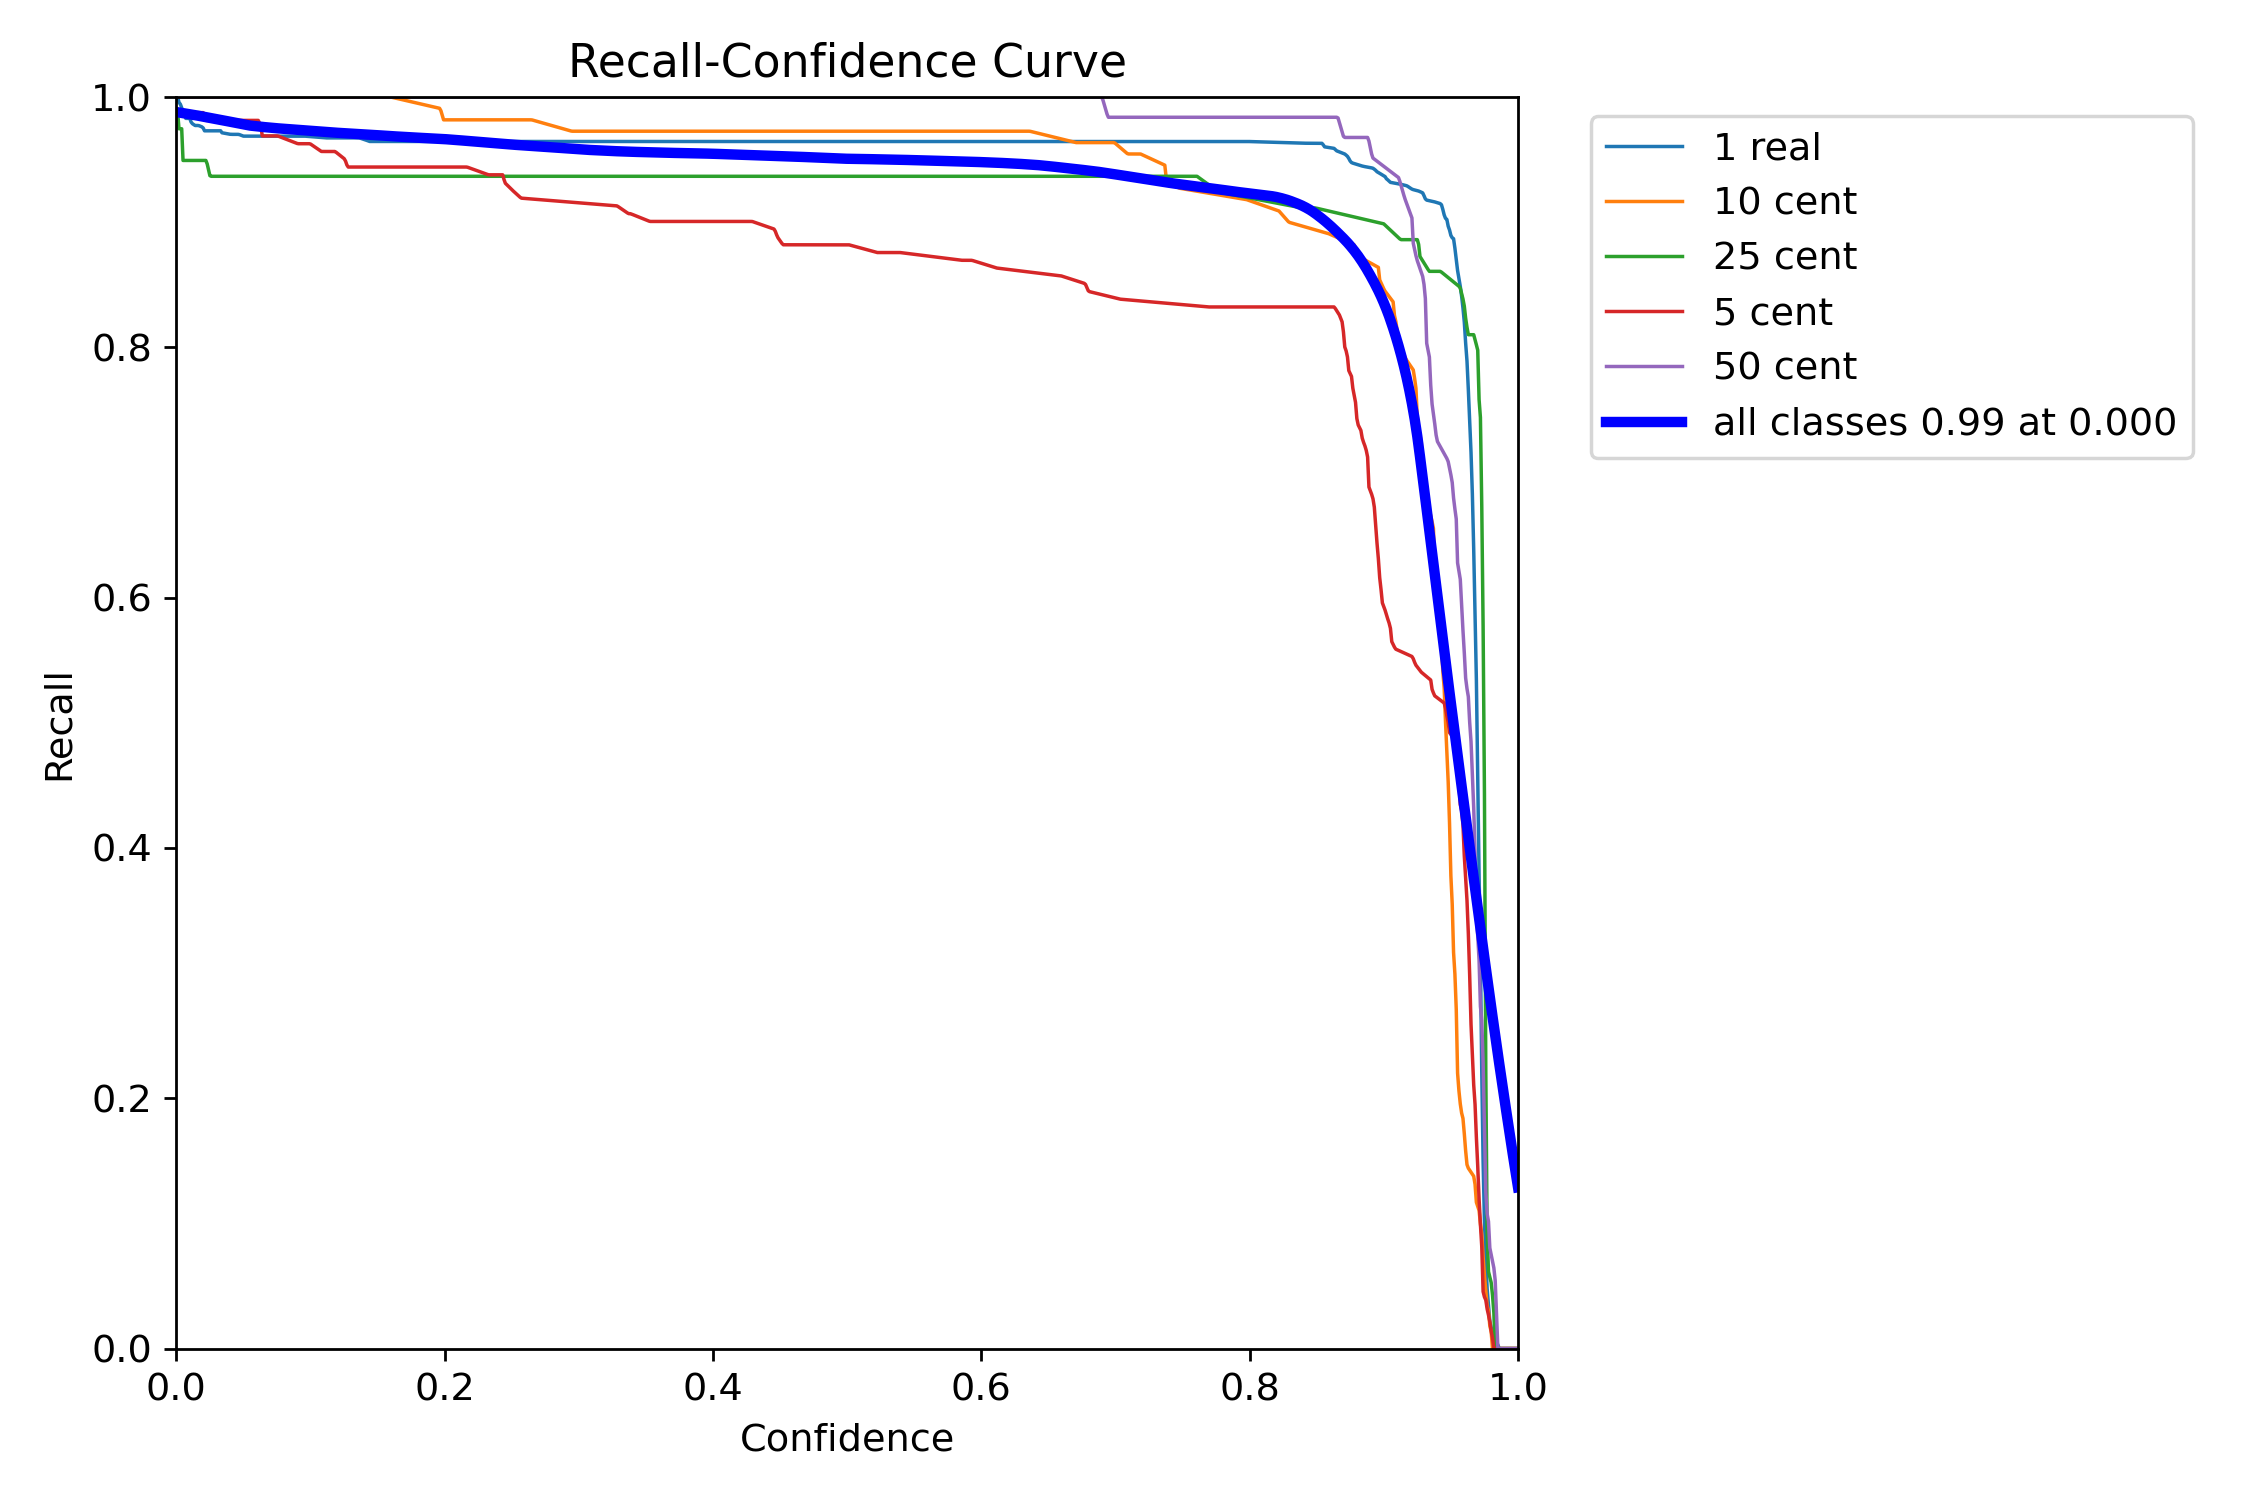 Recall-Confidence Curve
1.0
0.8
0.6
0.4
0.2
0.0
Recall
0.0 0.2 0.4 0.6 0.8 1.0
Confidence
1 real
10 cent
25 cent
5 cent
50 cent
all classes 0.99 at 0.000